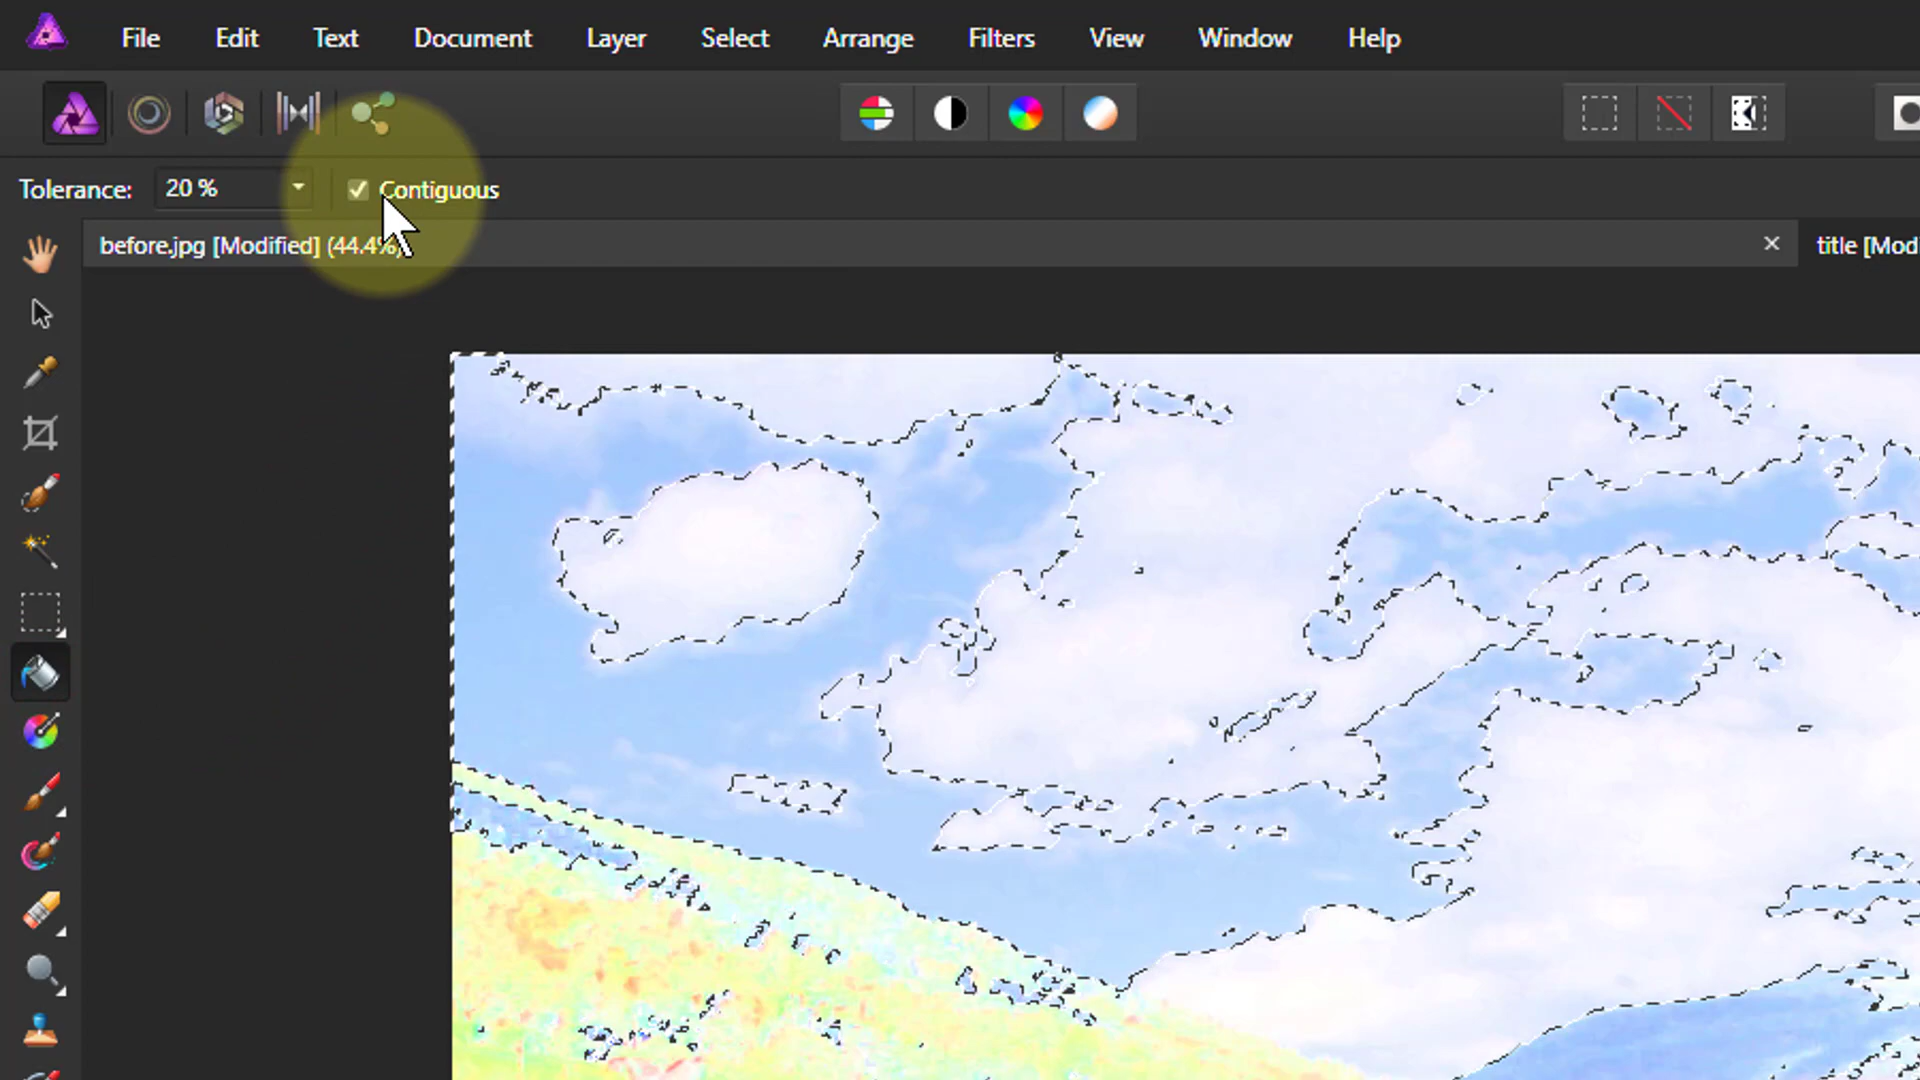 File Edit Text Document Layer Select Arrange Filters View Window Help
Tolerance: 20 % Contiguous
before.jpg [Modified] (44.4% title [Mod